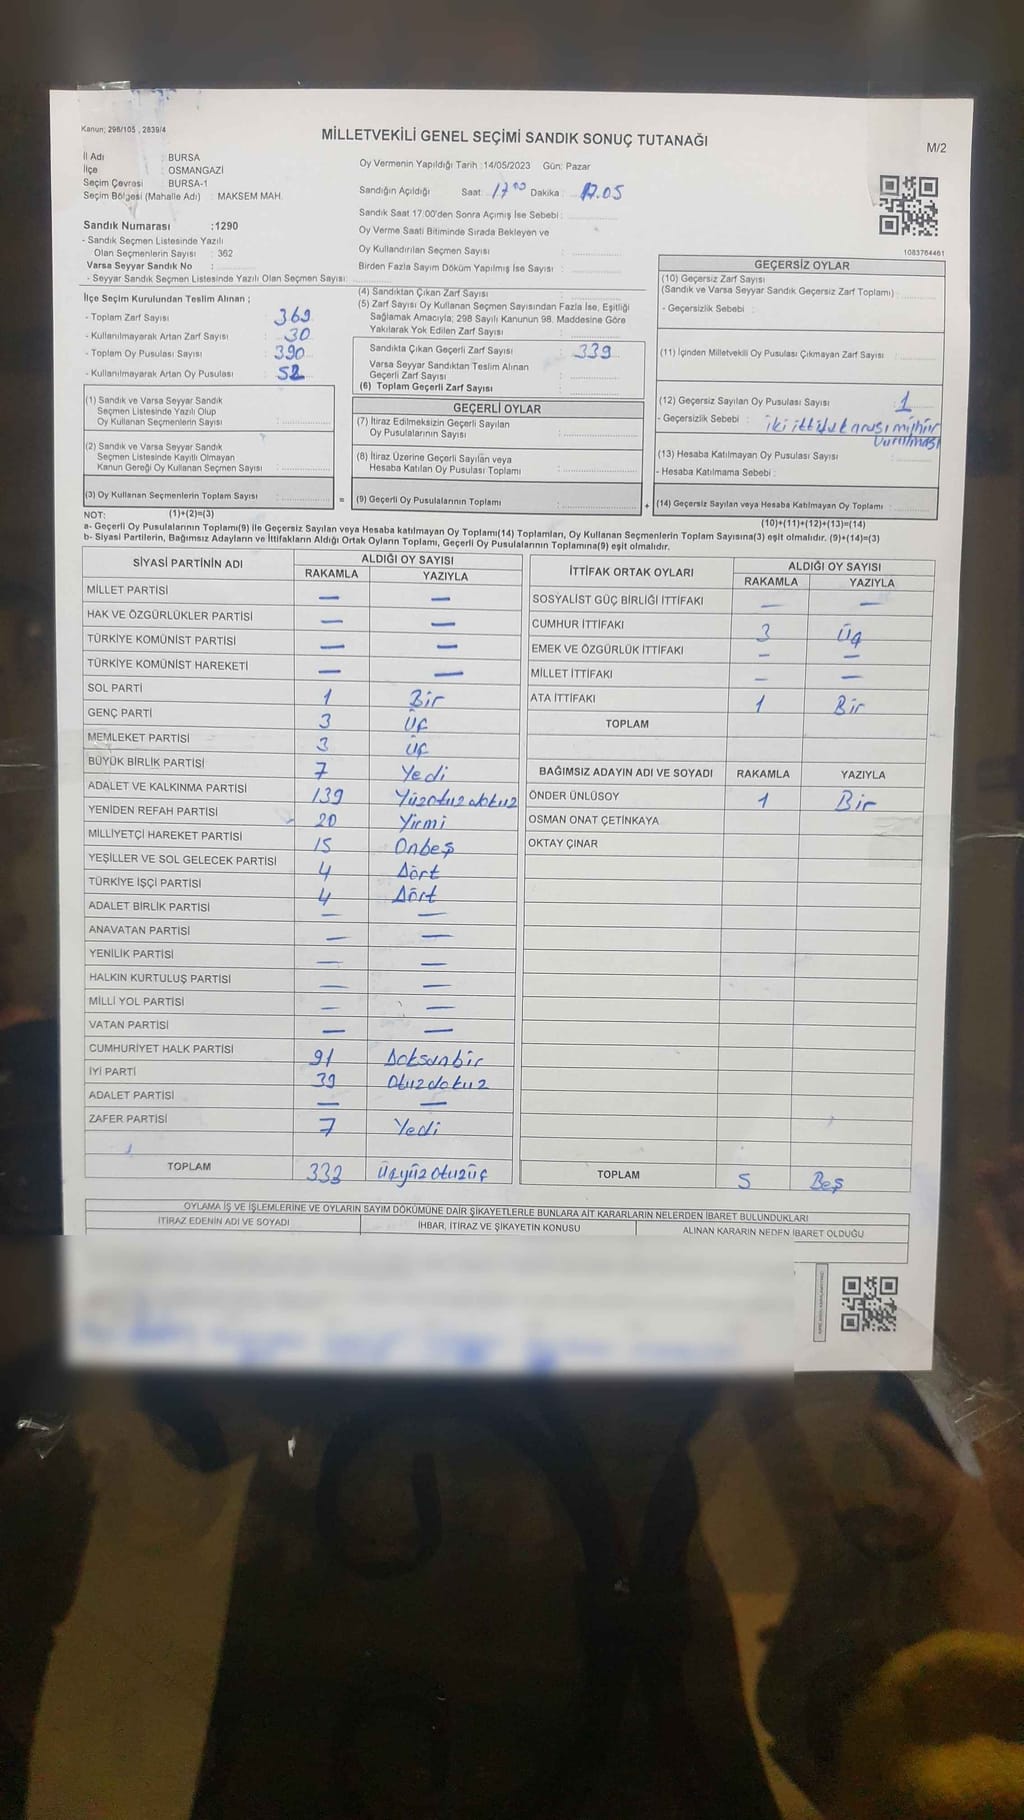 Kanun; 298/105 , 2839/4
MİLLETVEKİLİ GENEL SEÇİMİ SANDIK SONUÇ TUTANAĞI
M/2
İl Adı : BURSA
İlçe : OSMANGAZİ
Seçim Çevresi : BURSA-1
Seçim Bölgesi (Mahalle Adı) : MAKSEM MAH.
Oy Vermenin Yapıldığı Tarih :14/05/2023 Gün: Pazar
Sandığın Açıldığı Saat: 17⁰⁰ Dakika : 17.05
Sandık Saat 17:00'den Sonra Açımış İse Sebebi :
Oy Verme Saati Bitiminde Sırada Bekleyen ve
Oy Kullandırılan Seçmen Sayısı :
Birden Fazla Sayım Döküm Yapılmış İse Sayısı :
Sandık Numarası :1290
- Sandık Seçmen Listesinde Yazılı
Olan Seçmenlerin Sayısı : 362
Varsa Seyyar Sandık No :
- Seyyar Sandık Seçmen Listesinde Yazılı Olan Seçmen Sayısı:
1083764461
İlçe Seçim Kurulundan Teslim Alınan ;
- Toplam Zarf Sayısı : 369
- Kullanılmayarak Artan Zarf Sayısı : 30
- Toplam Oy Pusulası Sayısı : 390
- Kullanılmayarak Artan Oy Pusulası : 52
(4) Sandıktan Çıkan Zarf Sayısı :
(5) Zarf Sayısı Oy Kullanan Seçmen Sayısından Fazla İse, Eşitliği
Sağlamak Amacıyla; 298 Sayılı Kanunun 98. Maddesine Göre
Yakılarak Yok Edilen Zarf Sayısı :
Sandıkta Çıkan Geçerli Zarf Sayısı : 339
Varsa Seyyar Sandıktan Teslim Alınan
Geçerli Zarf Sayısı :
(6) Toplam Geçerli Zarf Sayısı :
GEÇERSİZ OYLAR
(10) Geçersiz Zarf Sayısı
(Sandık ve Varsa Seyyar Sandık Geçersiz Zarf Toplamı) :
- Geçersizlik Sebebi :
(11) İçinden Milletvekili Oy Pusulası Çıkmayan Zarf Sayısı :
(12) Geçersiz Sayılan Oy Pusulası Sayısı : 1
- Geçersizlik Sebebi : iki ittifak arası mühür
vurulması
(13) Hesaba Katılmayan Oy Pusulası Sayısı :
- Hesaba Katılmama Sebebi :
(14) Geçersiz Sayılan veya Hesaba Katılmayan Oy Toplamı :
(1) Sandık ve Varsa Seyyar Sandık
Seçmen Listesinde Yazılı Olup
Oy Kullanan Seçmenlerin Sayısı :
(2) Sandık ve Varsa Seyyar Sandık
Seçmen Listesinde Kayıtlı Olmayan
Kanun Gereği Oy Kullanan Seçmen Sayısı :
(3) Oy Kullanan Seçmenlerin Toplam Sayısı :
=
GEÇERLİ OYLAR
(7) İtiraz Edilmeksizin Geçerli Sayılan
Oy Pusulalarının Sayısı :
(8) İtiraz Üzerine Geçerli Sayılan veya
Hesaba Katılan Oy Pusulası Toplamı :
(9) Geçerli Oy Pusulalarının Toplamı :
+
NOT: (1)+(2)=(3)
(10)+(11)+(12)+(13)=(14)
a- Geçerli Oy Pusulalarının Toplamı(9) ile Geçersiz Sayılan veya Hesaba katılmayan Oy Toplamı(14) Toplamları, Oy Kullanan Seçmenlerin Toplam Sayısına(3) eşit olmalıdır. (9)+(14)=(3)
b- Siyasi Partilerin, Bağımsız Adayların ve İttifakların Aldığı Ortak Oyların Toplamı, Geçerli Oy Pusulalarının Toplamına(9) eşit olmalıdır.
SİYASİ PARTİNİN ADI
ALDIĞI OY SAYISI
RAKAMLA YAZIYLA
MİLLET PARTİSİ — —
HAK VE ÖZGÜRLÜKLER PARTİSİ — —
TÜRKİYE KOMÜNİST PARTİSİ — —
TÜRKİYE KOMÜNİST HAREKETİ — —
SOL PARTİ 1 Bir
GENÇ PARTİ 3 Üç
MEMLEKET PARTİSİ 3 üç
BÜYÜK BİRLİK PARTİSİ 7 Yedi
ADALET VE KALKINMA PARTİSİ 139 Yüzotuzdokuz
YENİDEN REFAH PARTİSİ 20 Yirmi
MİLLİYETÇİ HAREKET PARTİSİ 15 Onbeş
YEŞİLLER VE SOL GELECEK PARTİSİ 4 Dört
TÜRKİYE İŞÇİ PARTİSİ 4 Dört
ADALET BİRLİK PARTİSİ — —
ANAVATAN PARTİSİ — —
YENİLİK PARTİSİ — —
HALKIN KURTULUŞ PARTİSİ — —
MİLLİ YOL PARTİSİ — —
VATAN PARTİSİ — —
CUMHURİYET HALK PARTİSİ 91 Doksanbir
İYİ PARTİ 39 Otuzdokuz
ADALET PARTİSİ — —
ZAFER PARTİSİ 7 Yedi
TOPLAM 333 Üçyüzotuzüç
İTTİFAK ORTAK OYLARI
ALDIĞI OY SAYISI
RAKAMLA YAZIYLA
SOSYALİST GÜÇ BİRLİĞİ İTTİFAKI — —
CUMHUR İTTİFAKI 3 Üç
EMEK VE ÖZGÜRLÜK İTTİFAKI — —
MİLLET İTTİFAKI — —
ATA İTTİFAKI 1 Bir
TOPLAM
BAĞIMSIZ ADAYIN ADI VE SOYADI RAKAMLA YAZIYLA
ÖNDER ÜNLÜSOY 1 Bir
OSMAN ONAT ÇETİNKAYA
OKTAY ÇINAR
TOPLAM 5 Beş
OYLAMA İŞ VE İŞLEMLERİNE VE OYLARIN SAYIM DÖKÜMÜNE DAİR ŞİKAYETLERLE BUNLARA AİT KARARLARIN NELERDEN İBARET BULUNDUKLARI
İTİRAZ EDENİN ADI VE SOYADI
İHBAR, İTİRAZ VE ŞİKAYETİN KONUSU
ALINAN KARARIN NEDEN İBARET OLDUĞU